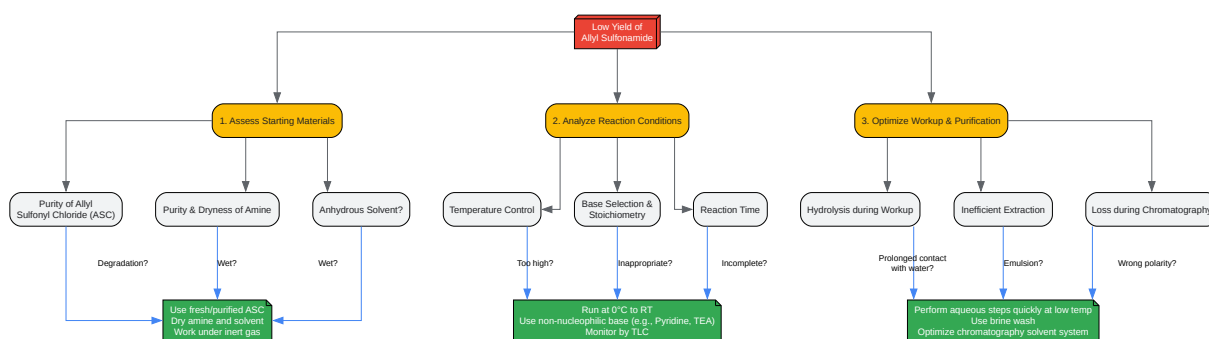 Low Yield of
Allyl Sulfonamide
1. Assess Starting Materials
2. Analyze Reaction Conditions
3. Optimize Workup & Purification
Purity of Allyl
Sulfonyl Chloride (ASC)
Purity & Dryness of Amine
Anhydrous Solvent?
Temperature Control
Base Selection &
Stoichiometry
Reaction Time
Hydrolysis during Workup
Inefficient Extraction
Loss during Chromatography
Degradation?
Wet?
Wet?
Too high?
Inappropriate?
Incomplete?
Prolonged contact
with water?
Emulsion?
Wrong polarity?
Use fresh/purified ASC
Dry amine and solvent
Work under inert gas
Run at 0°C to RT
Use non-nucleophilic base (e.g., Pyridine, TEA)
Monitor by TLC
Perform aqueous steps quickly at low temp
Use brine wash
Optimize chromatography solvent system